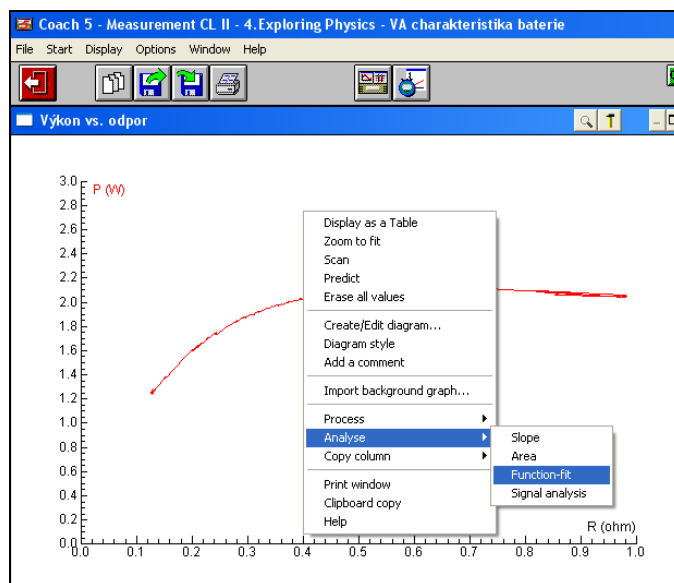 Coach 5 - Measurement CL II - 4.Exploring Physics - VA charakteristika baterie
File Start Display Options Window Help
Výkon vs. odpor
P (W)
3.0
2.8
2.6
2.4
2.2
2.0
1.8
1.6
1.4
1.2
1.0
0.8
0.6
0.4
0.2
0.0
Display as a Table
Zoom to fit
Scan
Predict
Erase all values
Create/Edit diagram...
Diagram style
Add a comment
Import background graph...
Process
Analyse
Copy column
Print window
Clipboard copy
Help
Slope
Area
Function-fit
Signal analysis
R (ohm)
0.0 0.1 0.2 0.3 0.4 0.5 0.6 0.7 0.8 0.9 1.0